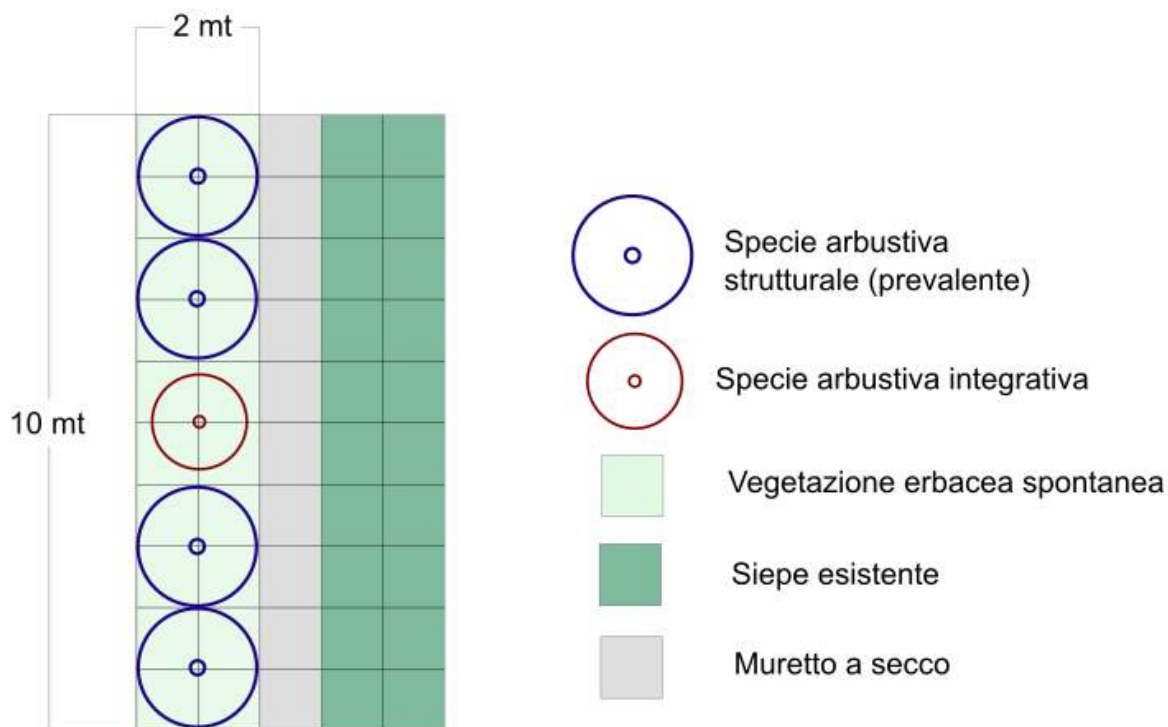 2 mt
10 mt
Specie arbustiva
strutturale (prevalente)
Specie arbustiva integrativa
Vegetazione erbacea spontanea
Siepe esistente
Muretto a secco